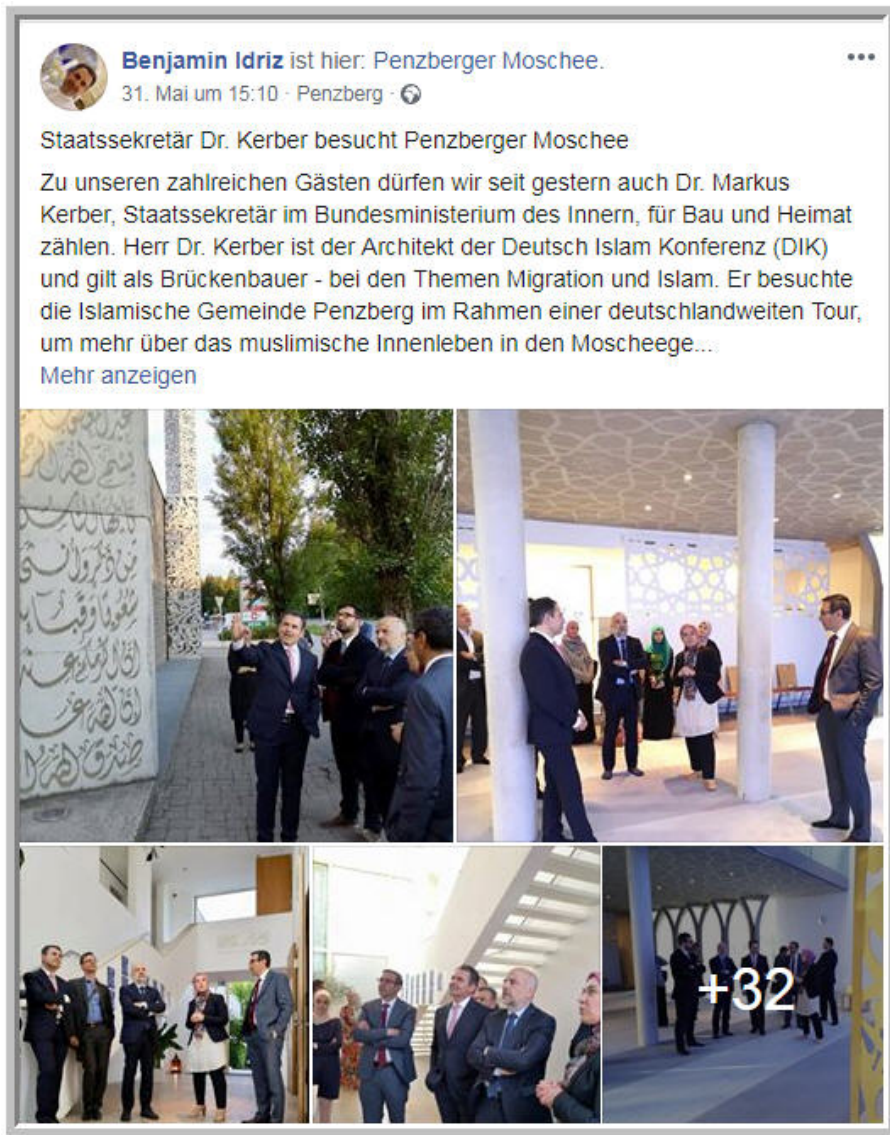 Benjamin Idriz ist hier: Penzberger Moschee.
31. Mai um 15:10 · Penzberg ·
Staatssekretär Dr. Kerber besucht Penzberger Moschee
Zu unseren zahlreichen Gästen dürfen wir seit gestern auch Dr. Markus
Kerber, Staatssekretär im Bundesministerium des Innern, für Bau und Heimat
zählen. Herr Dr. Kerber ist der Architekt der Deutsch Islam Konferenz (DIK)
und gilt als Brückenbauer - bei den Themen Migration und Islam. Er besuchte
die Islamische Gemeinde Penzberg im Rahmen einer deutschlandweiten Tour,
um mehr über das muslimische Innenleben in den Moscheege...
Mehr anzeigen
+32